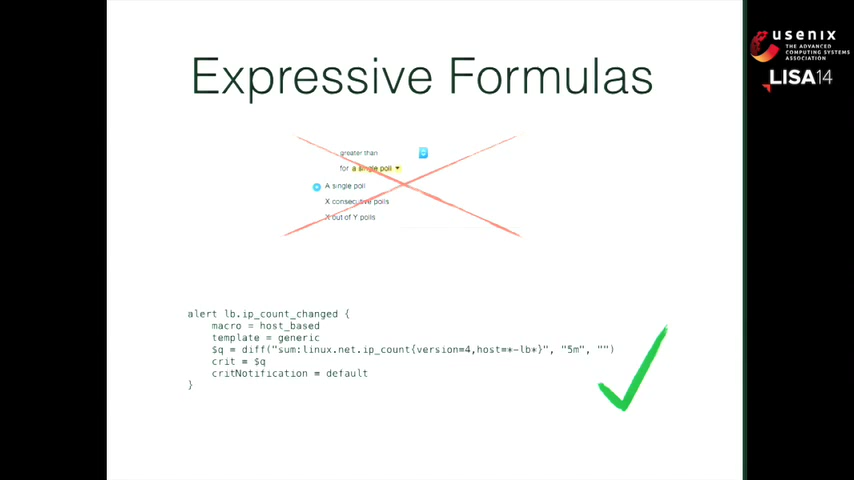 Expressive Formulas
usenix
THE ADVANCED
COMPUTING SYSTEMS
ASSOCIATION
LISA14
greater than
for a single poll
A single poll
X consecutive polls
X out of Y polls
alert lb.ip_count_changed {
macro = host_based
template = generic
$q = diff("sum:linux.net.ip_count{version=4,host=*-lb*}", "5m", "")
crit = $q
critNotification = default
}